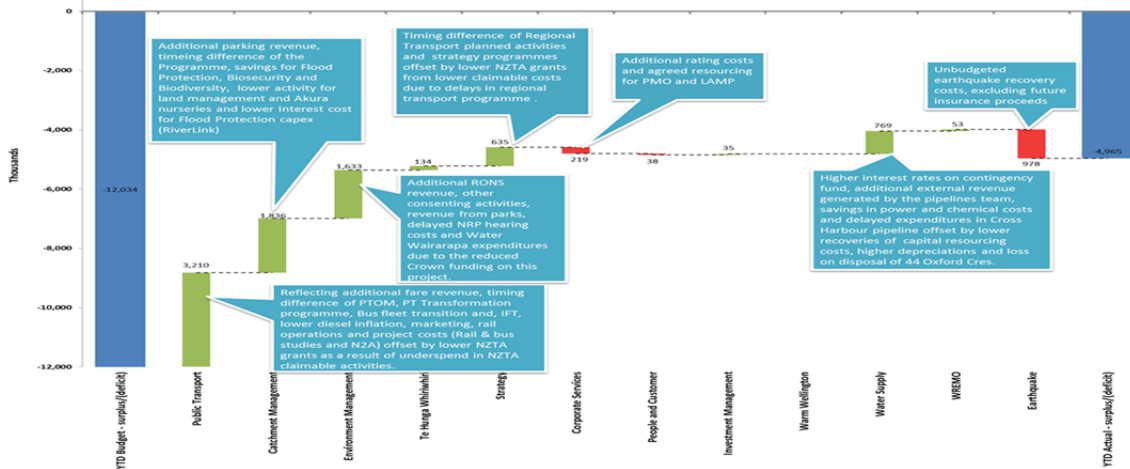 0
-2,000
-4,000
-6,000
-8,000
-10,000
-12,000
Thousands
Additional parking revenue,
timeing difference of the
Programme, savings for Flood
Protection, Biosecurity and
Biodiversity, lower activity for
land management and Akura
nurseries and lower Interest cost
for Flood Protection capex
(RiverLink)
Timing difference of Regional
Transport planned activities
and strategy programmes
offset by lower NZTA grants
from lower claimable costs
due to delays in regional
transport programme .
Additional rating costs
and agreed resourcing
for PMO and LAMP
Unbudgeted
earthquake recovery
costs, excluding future
insurance proceeds
Additional RONS
revenue, other
consenting activities,
revenue from parks,
delayed NRP hearing
costs and Water
Wairarapa expenditures
due to the reduced
Crown funding on this
project.
Higher interest rates on contingency
fund, additional external revenue
generated by the pipelines team,
savings in power and chemical costs
and delayed expenditures in Cross
Harbour pipeline offset by lower
recoveries of capital resourcing
costs, higher depreciations and loss
on disposal of 44 Oxford Cres.
Reflecting additional fare revenue, timing
difference of PTOM, PT Transformation
programme, Bus fleet transition and, IFT,
lower diesel inflation, marketing, rail
operations and project costs (Rail & bus
studies and N2A) offset by lower NZTA
grants as a result of underspend in NZTA
claimable activities.
-12,034
3,210
1,836
1,633
134
635
219
38
35
769
53
978
-4,965
YTD Budget - surplus/(deficit)
Public Transport
Catchment Management
Environment Management
Te Hunga Whiriwhiri
Strategy
Corporate Services
People and Customer
Investment Management
Warm Wellington
Water Supply
WREMO
Earthquake
YTD Actual - surplus/(deficit)